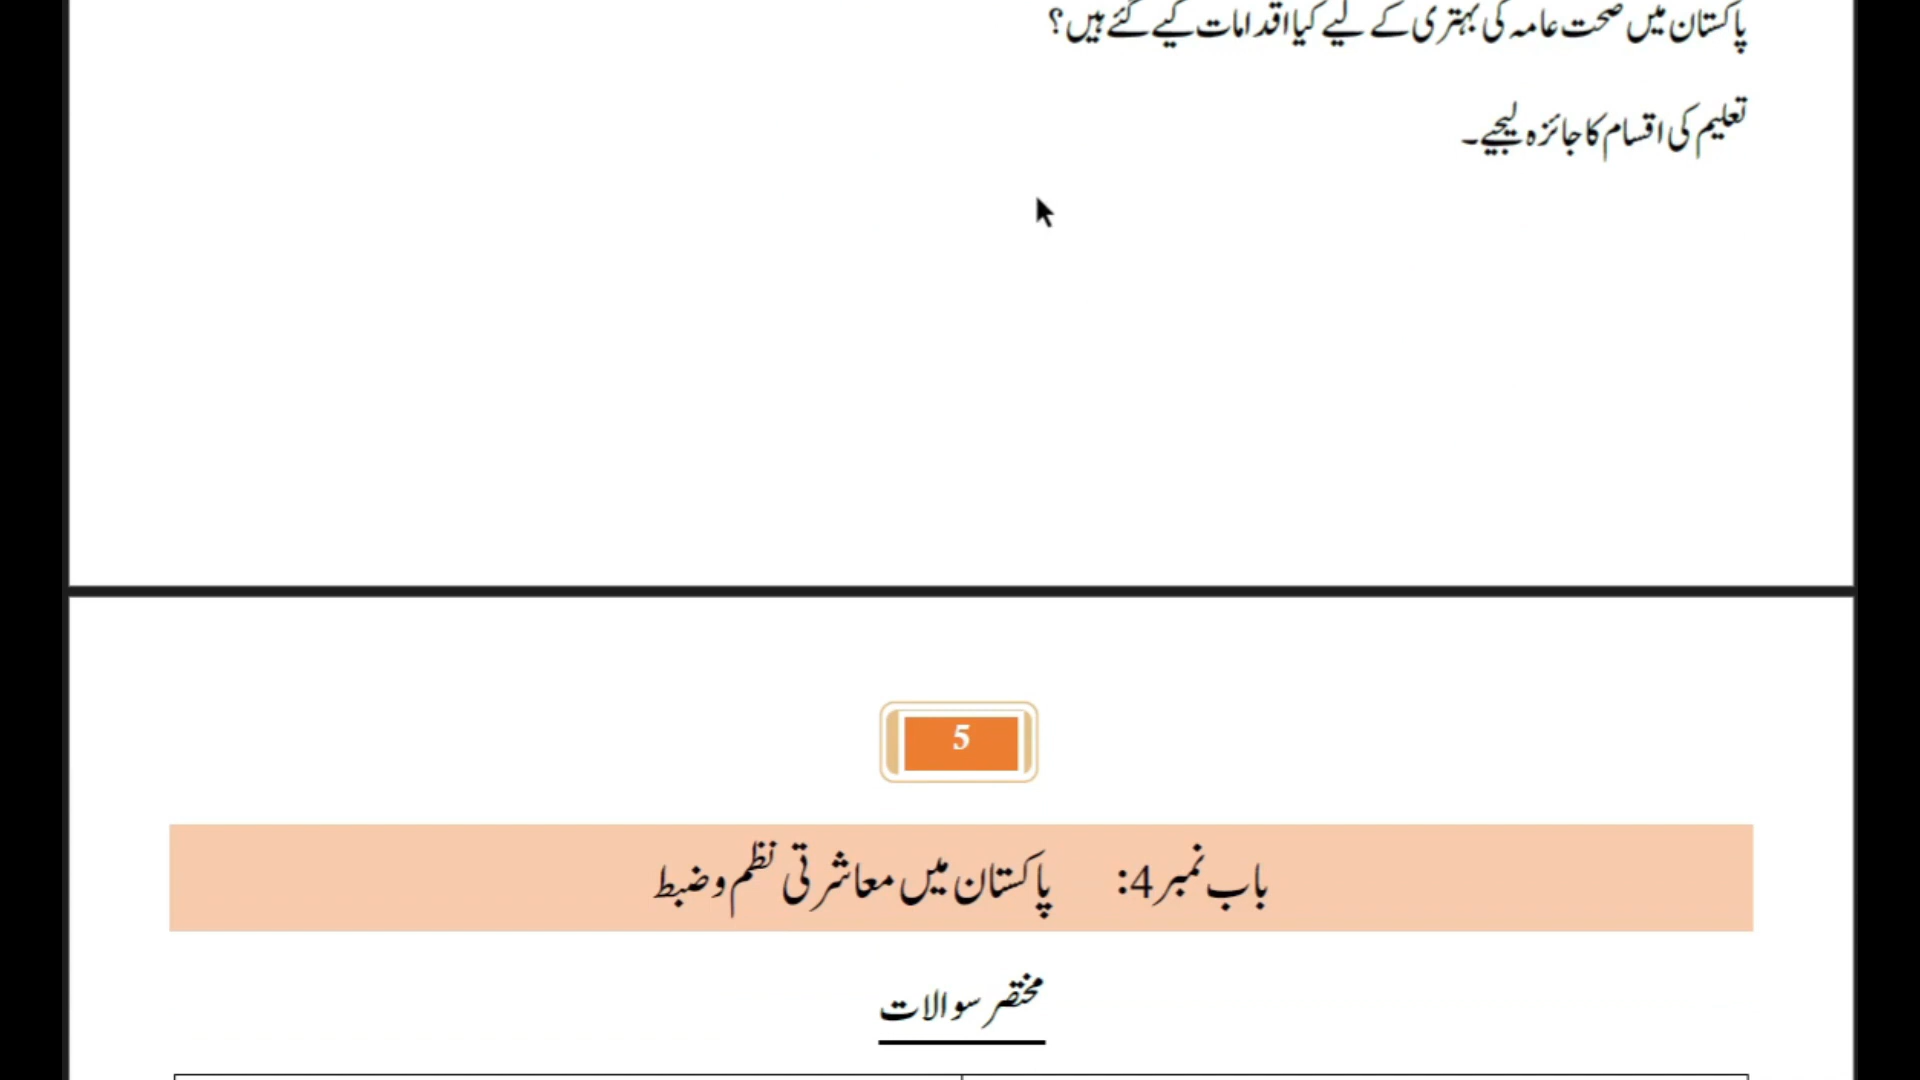 پاکستان میں صحت عامہ کی بہتری کے لیے کیا اقدامات کیے گئے ہیں؟
تعلیم کی اقسام کا جائزہ لیجیے۔
5
باب نمبر 4: پاکستان میں معاشرتی نظم و ضبط
مختصر سوالات